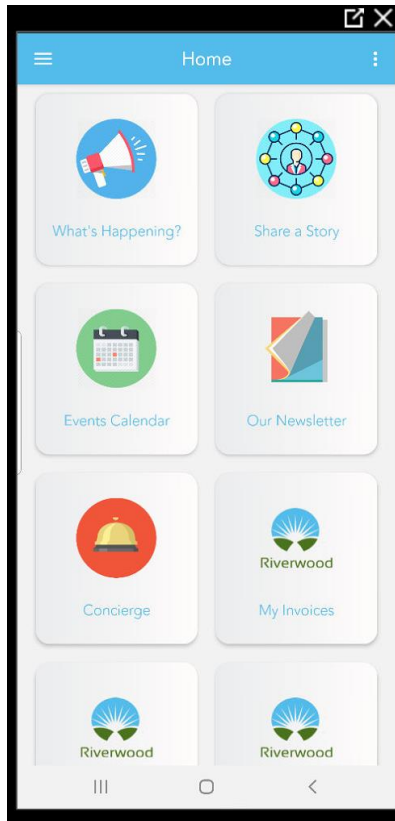 Home
What's Happening?
Share a Story
Events Calendar
Our Newsletter
Riverwood
Concierge
My Invoices
Riverwood
Riverwood